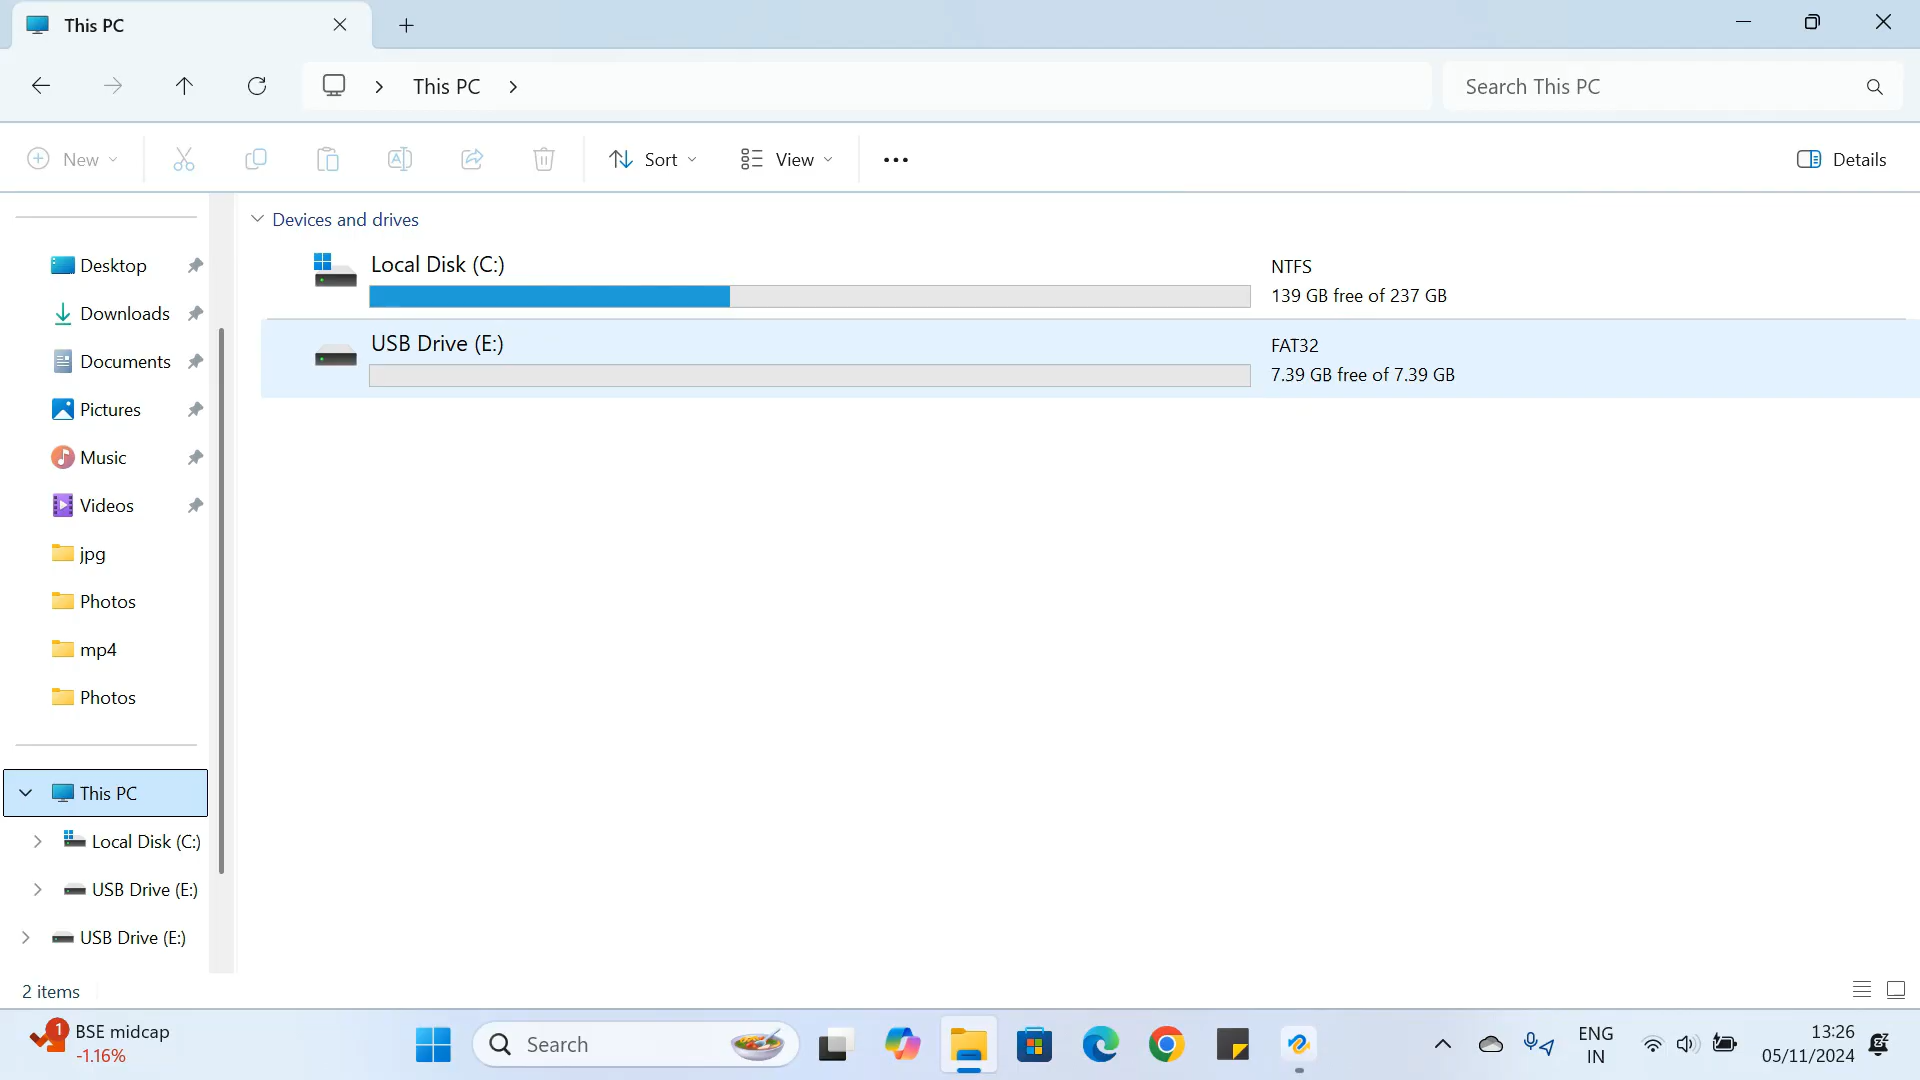 This PC
This PC
Search This PC
New
Sort
View
Details
Desktop
Downloads
Documents
Pictures
Music
Videos
jpg
Photos
mp4
Photos
This PC
Local Disk (C:)
USB Drive (E:)
USB Drive (E:)
Devices and drives
Local Disk (C:)
NTFS
139 GB free of 237 GB
USB Drive (E:)
FAT32
7.39 GB free of 7.39 GB
2 items
1
BSE midcap
-1.16%
Search
ENG
IN
13:26
05/11/2024